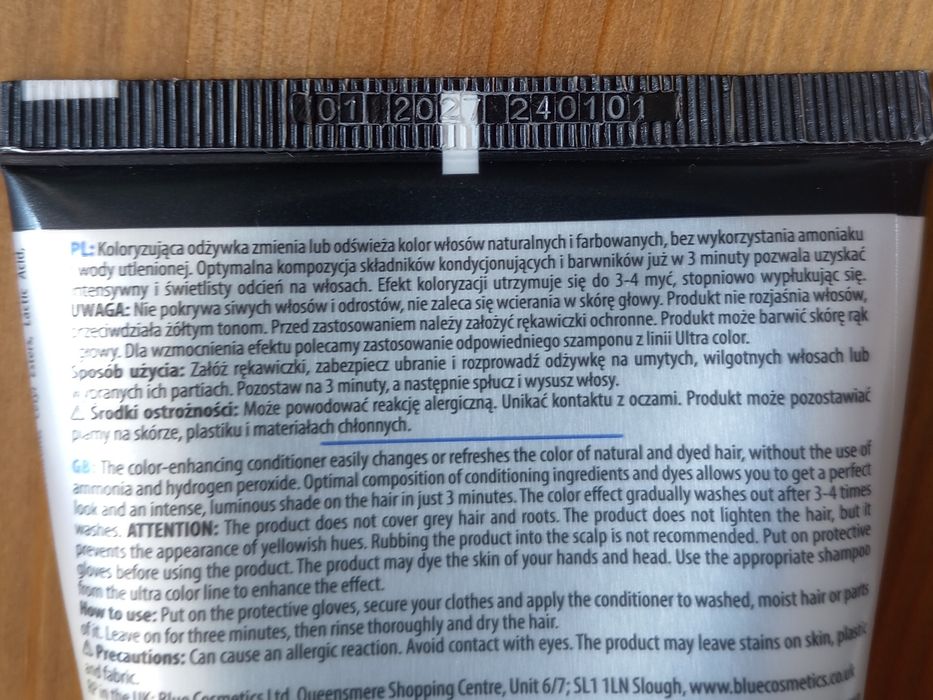 01 2027 240101
Lactic Acid,
PL: Koloryzująca odżywka zmienia lub odświeża kolor włosów naturalnych i farbowanych, bez wykorzystania amoniaku
wody utlenionej. Optymalna kompozycja składników kondycjonujących i barwników już w 3 minuty pozwala uzyskać
intensywny i świetlisty odcień na włosach. Efekt koloryzacji utrzymuje się do 3-4 myć, stopniowo wypłukując się.
UWAGA: Nie pokrywa siwych włosów i odrostów, nie zaleca się wcierania w skórę głowy. Produkt nie rozjaśnia włosów,
przeciwdziała żółtym tonom. Przed zastosowaniem należy założyć rękawiczki ochronne. Produkt może barwić skórę rąk
głowy. Dla wzmocnienia efektu polecamy zastosowanie odpowiedniego szamponu z linii Ultra color.
Sposób użycia: Załóż rękawiczki, zabezpiecz ubranie i rozprowadź odżywkę na umytych, wilgotnych włosach lub
wybranych ich partiach. Pozostaw na 3 minuty, a następnie spłucz i wysusz włosy.
⚠ Środki ostrożności: Może powodować reakcję alergiczną. Unikać kontaktu z oczami. Produkt może pozostawiać
plamy na skórze, plastiku i materiałach chłonnych.
GB: The color-enhancing conditioner easily changes or refreshes the color of natural and dyed hair, without the use of
ammonia and hydrogen peroxide. Optimal composition of conditioning ingredients and dyes allows you to get a perfect
look and an intense, luminous shade on the hair in just 3 minutes. The color effect gradually washes out after 3-4 times
washes. ATTENTION: The product does not cover grey hair and roots. The product does not lighten the hair, but it
prevents the appearance of yellowish hues. Rubbing the product into the scalp is not recommended. Put on protective
gloves before using the product. The product may dye the skin of your hands and head. Use the appropriate shampoo
from the ultra color line to enhance the effect.
How to use: Put on the protective gloves, secure your clothes and apply the conditioner to washed, moist hair or parts
of it. Leave on for three minutes, then rinse thoroughly and dry the hair.
⚠ Precautions: Can cause an allergic reaction. Avoid contact with eyes. The product may leave stains on skin, plastic
and fabric.
RP in the UK: Blue Cosmetics Ltd, Queensmere Shopping Centre, Unit 6/7; SL1 1LN Slough, www.bluecosmetics.co.uk